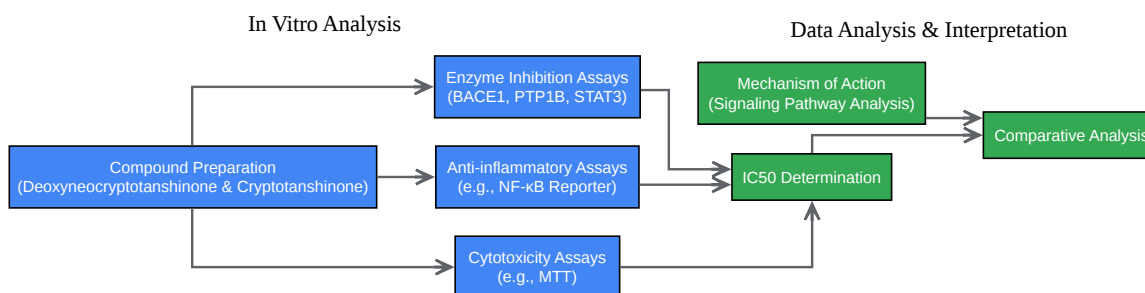 In Vitro Analysis
Data Analysis & Interpretation
Enzyme Inhibition Assays
(BACE1, PTP1B, STAT3)
Mechanism of Action
(Signaling Pathway Analysis)
Comparative Analysis
Compound Preparation
(Deoxyneocryptotanshinone & Cryptotanshinone)
Anti-inflammatory Assays
(e.g., NF-κB Reporter)
IC50 Determination
Cytotoxicity Assays
(e.g., MTT)